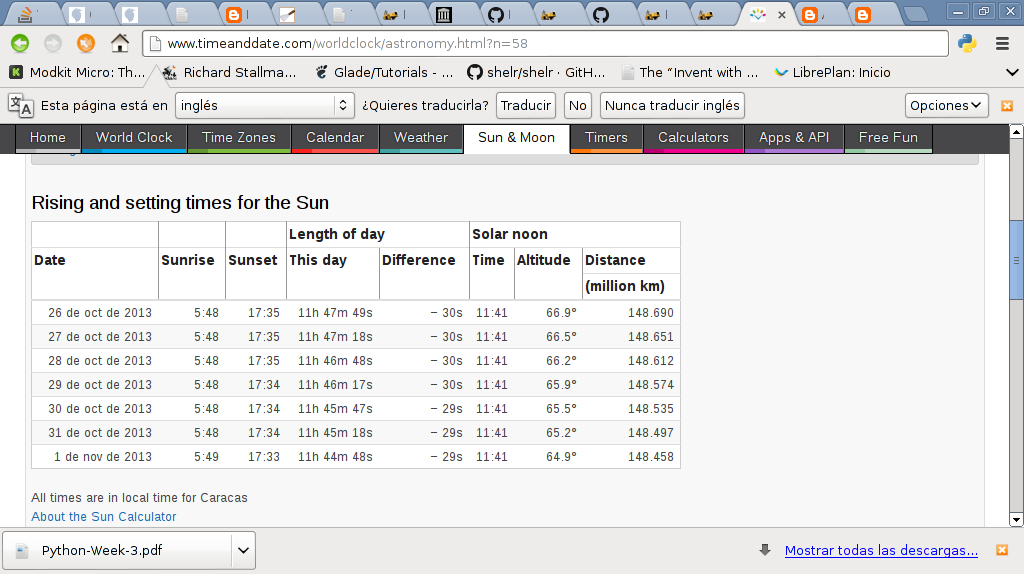 www.timeanddate.com/worldclock/astronomy.html?n=58
Modkit Micro: Th... Richard Stallma... Glade/Tutorials - ... shelr/shelr · GitH... The “Invent with ... LibrePlan: Inicio
Esta página está en inglés ¿Quieres traducirla? Traducir No Nunca traducir inglés Opciones
Home World Clock Time Zones Calendar Weather Sun & Moon Timers Calculators Apps & API Free Fun
Rising and setting times for the Sun
Length of day Solar noon
Date Sunrise Sunset This day Difference Time Altitude Distance
(million km)
26 de oct de 2013 5:48 17:35 11h 47m 49s − 30s 11:41 66.9° 148.690
27 de oct de 2013 5:48 17:35 11h 47m 18s − 30s 11:41 66.5° 148.651
28 de oct de 2013 5:48 17:35 11h 46m 48s − 30s 11:41 66.2° 148.612
29 de oct de 2013 5:48 17:34 11h 46m 17s − 30s 11:41 65.9° 148.574
30 de oct de 2013 5:48 17:34 11h 45m 47s − 29s 11:41 65.5° 148.535
31 de oct de 2013 5:48 17:34 11h 45m 18s − 29s 11:41 65.2° 148.497
1 de nov de 2013 5:49 17:33 11h 44m 48s − 29s 11:41 64.9° 148.458
All times are in local time for Caracas
About the Sun Calculator
Python-Week-3.pdf Mostrar todas las descargas...